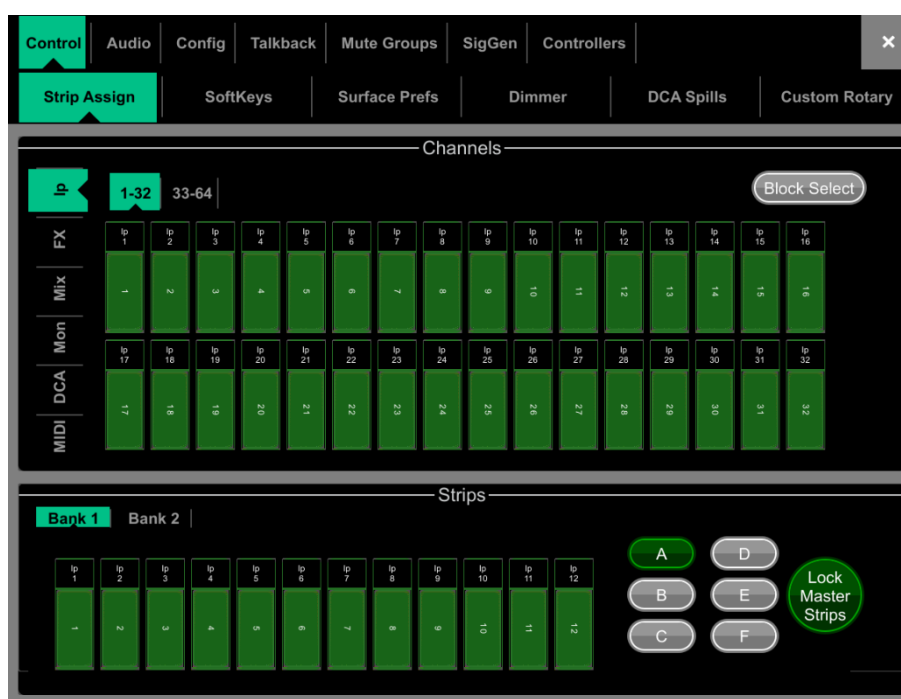 Control Audio Config Talkback Mute Groups SigGen Controllers ×
Strip Assign SoftKeys Surface Prefs Dimmer DCA Spills Custom Rotary
Channels
Ip
FX
Mix
Mon
DCA
MIDI
1-32 33-64
Block Select
Ip Ip Ip Ip Ip Ip Ip Ip Ip Ip Ip Ip Ip Ip Ip Ip
1 2 3 4 5 6 7 8 9 10 11 12 13 14 15 16
1 2 3 4 5 6 7 8 9 10 11 12 13 14 15 16
Ip Ip Ip Ip Ip Ip Ip Ip Ip Ip Ip Ip Ip Ip Ip Ip
17 18 19 20 21 22 23 24 25 26 27 28 29 30 31 32
17 18 19 20 21 22 23 24 25 26 27 28 29 30 31 32
Strips
Bank 1 Bank 2
Ip Ip Ip Ip Ip Ip Ip Ip Ip Ip Ip Ip
1 2 3 4 5 6 7 8 9 10 11 12
1 2 3 4 5 6 7 8 9 10 11 12
A D
B E
C F
Lock
Master
Strips